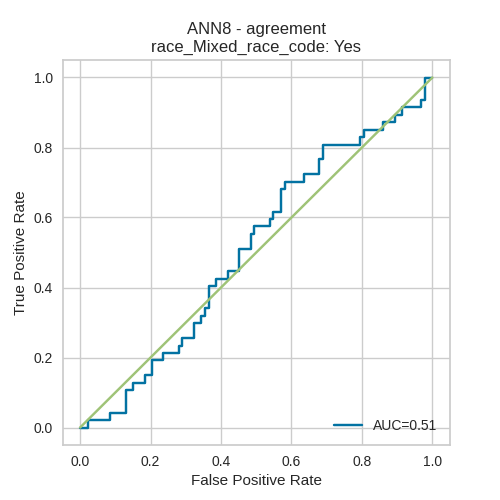 ANN8 - agreement
race_Mixed_race_code: Yes
1.0
0.8
0.6
0.4
0.2
0.0
True Positive Rate
AUC=0.51
0.0 0.2 0.4 0.6 0.8 1.0
False Positive Rate